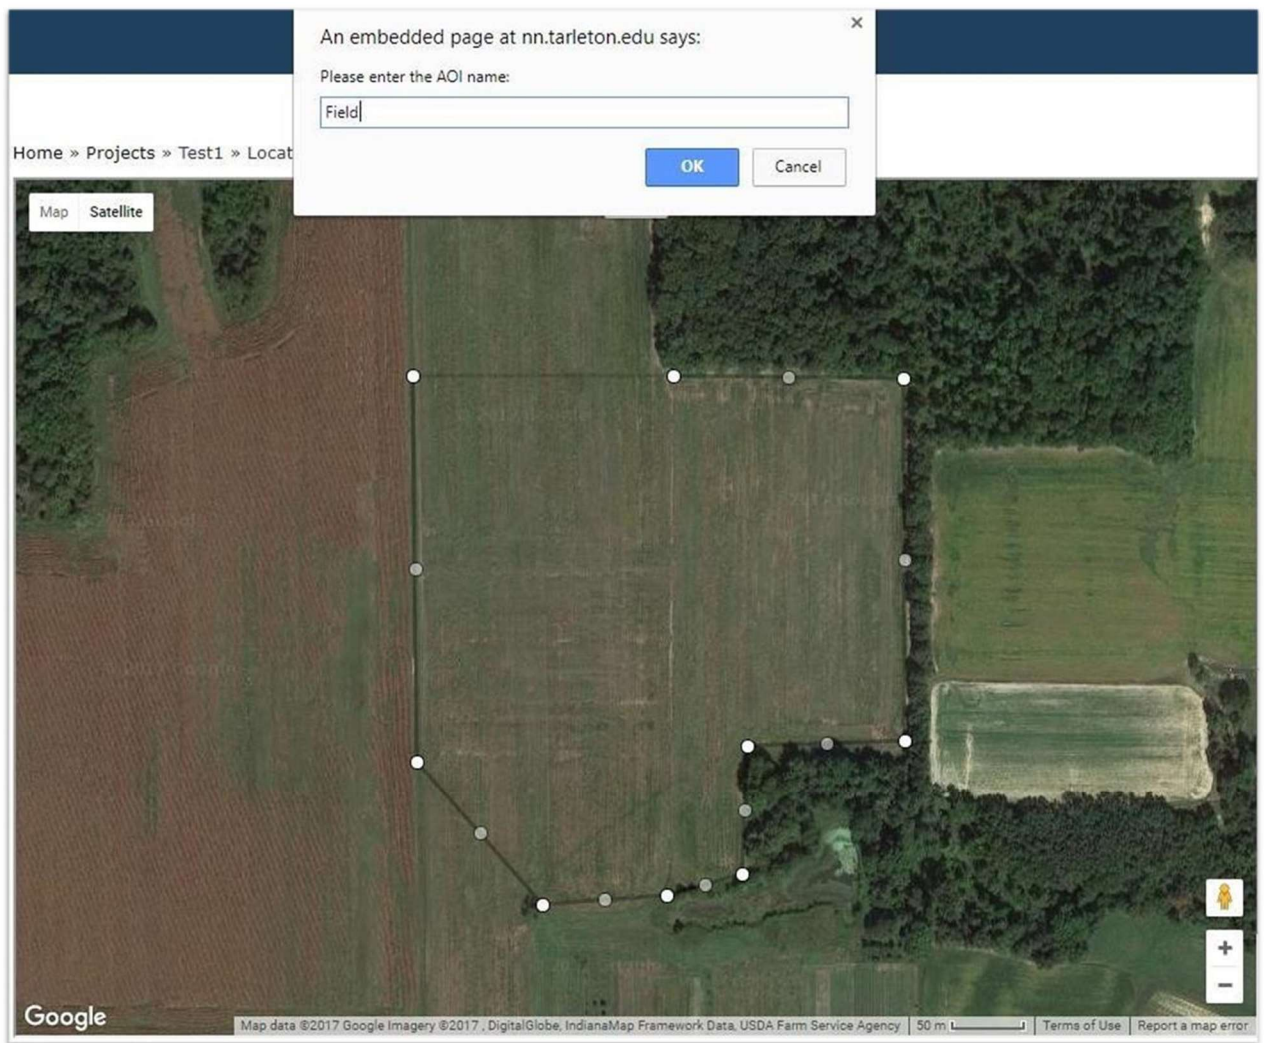 An embedded page at nn.tarleton.edu says:
Please enter the AOI name:
Field
OK Cancel
Home » Projects » Test1 » Locat
Map Satellite
Google
Map data ©2017 Google Imagery ©2017 , DigitalGlobe, IndianaMap Framework Data, USDA Farm Service Agency 50 m Terms of Use Report a map error